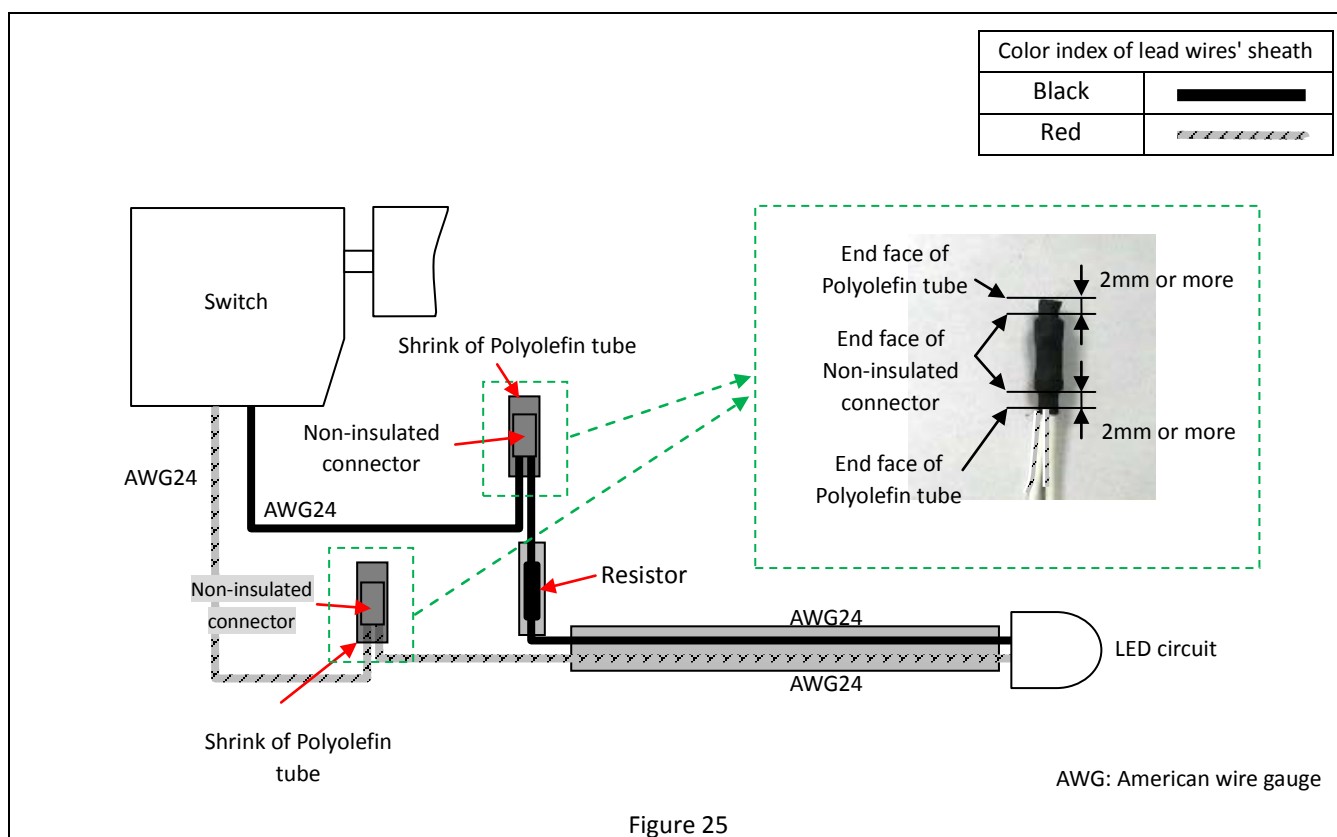 Color index of lead wires' sheath
Black
Red
Switch
Shrink of Polyolefin tube
Non-insulated
connector
AWG24
AWG24
End face of
Polyolefin tube
2mm or more
End face of
Non-insulated
connector
2mm or more
End face of
Polyolefin tube
Non-insulated
connector
Resistor
AWG24
AWG24
LED circuit
Shrink of Polyolefin
tube
AWG: American wire gauge
Figure 25